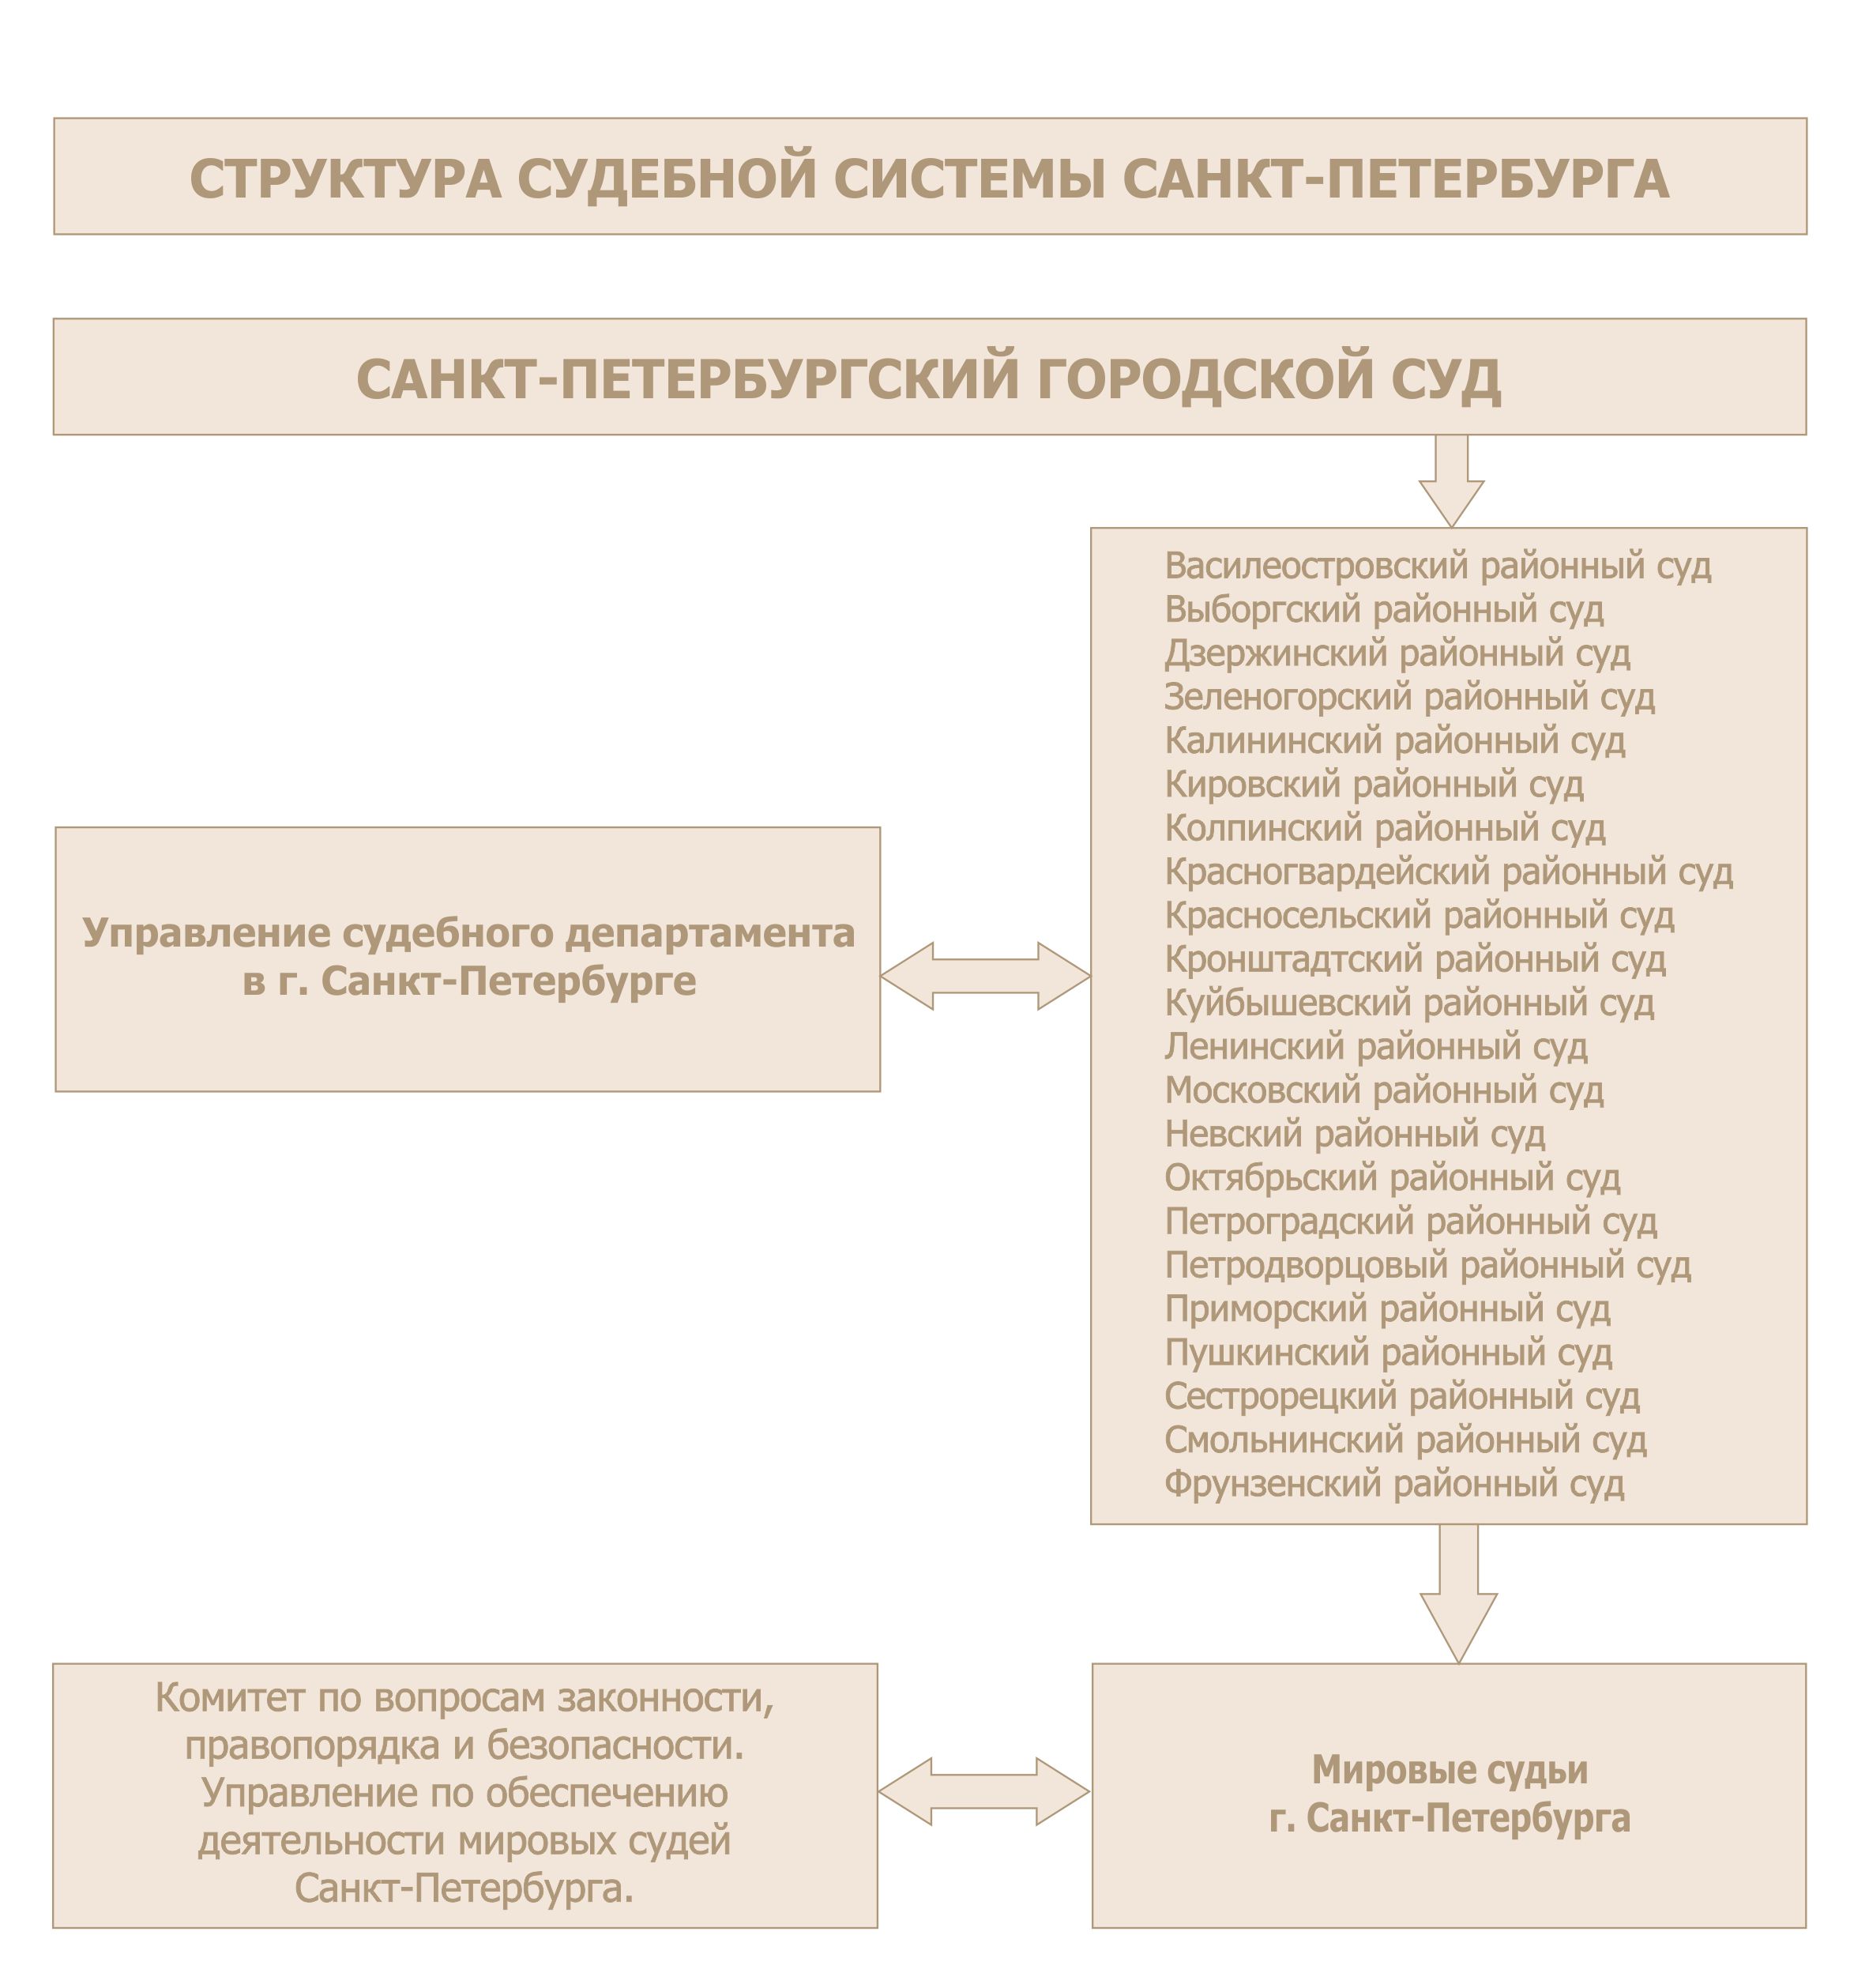 СТРУКТУРА СУДЕБНОЙ СИСТЕМЫ САНКТ-ПЕТЕРБУРГА
САНКТ-ПЕТЕРБУРГСКИЙ ГОРОДСКОЙ СУД
Василеостровский районный суд
Выборгский районный суд
Дзержинский районный суд
Зеленогорский районный суд
Калининский районный суд
Кировский районный суд
Колпинский районный суд
Красногвардейский районный суд
Красносельский районный суд
Кронштадтский районный суд
Куйбышевский районный суд
Ленинский районный суд
Московский районный суд
Невский районный суд
Октябрьский районный суд
Петроградский районный суд
Петродворцовый районный суд
Приморский районный суд
Пушкинский районный суд
Сестрорецкий районный суд
Смольнинский районный суд
Фрунзенский районный суд
Управление судебного департамента
в г. Санкт-Петербурге
Комитет по вопросам законности,
правопорядка и безопасности.
Управление по обеспечению
деятельности мировых судей
Санкт-Петербурга.
Мировые судьи
г. Санкт-Петербурга